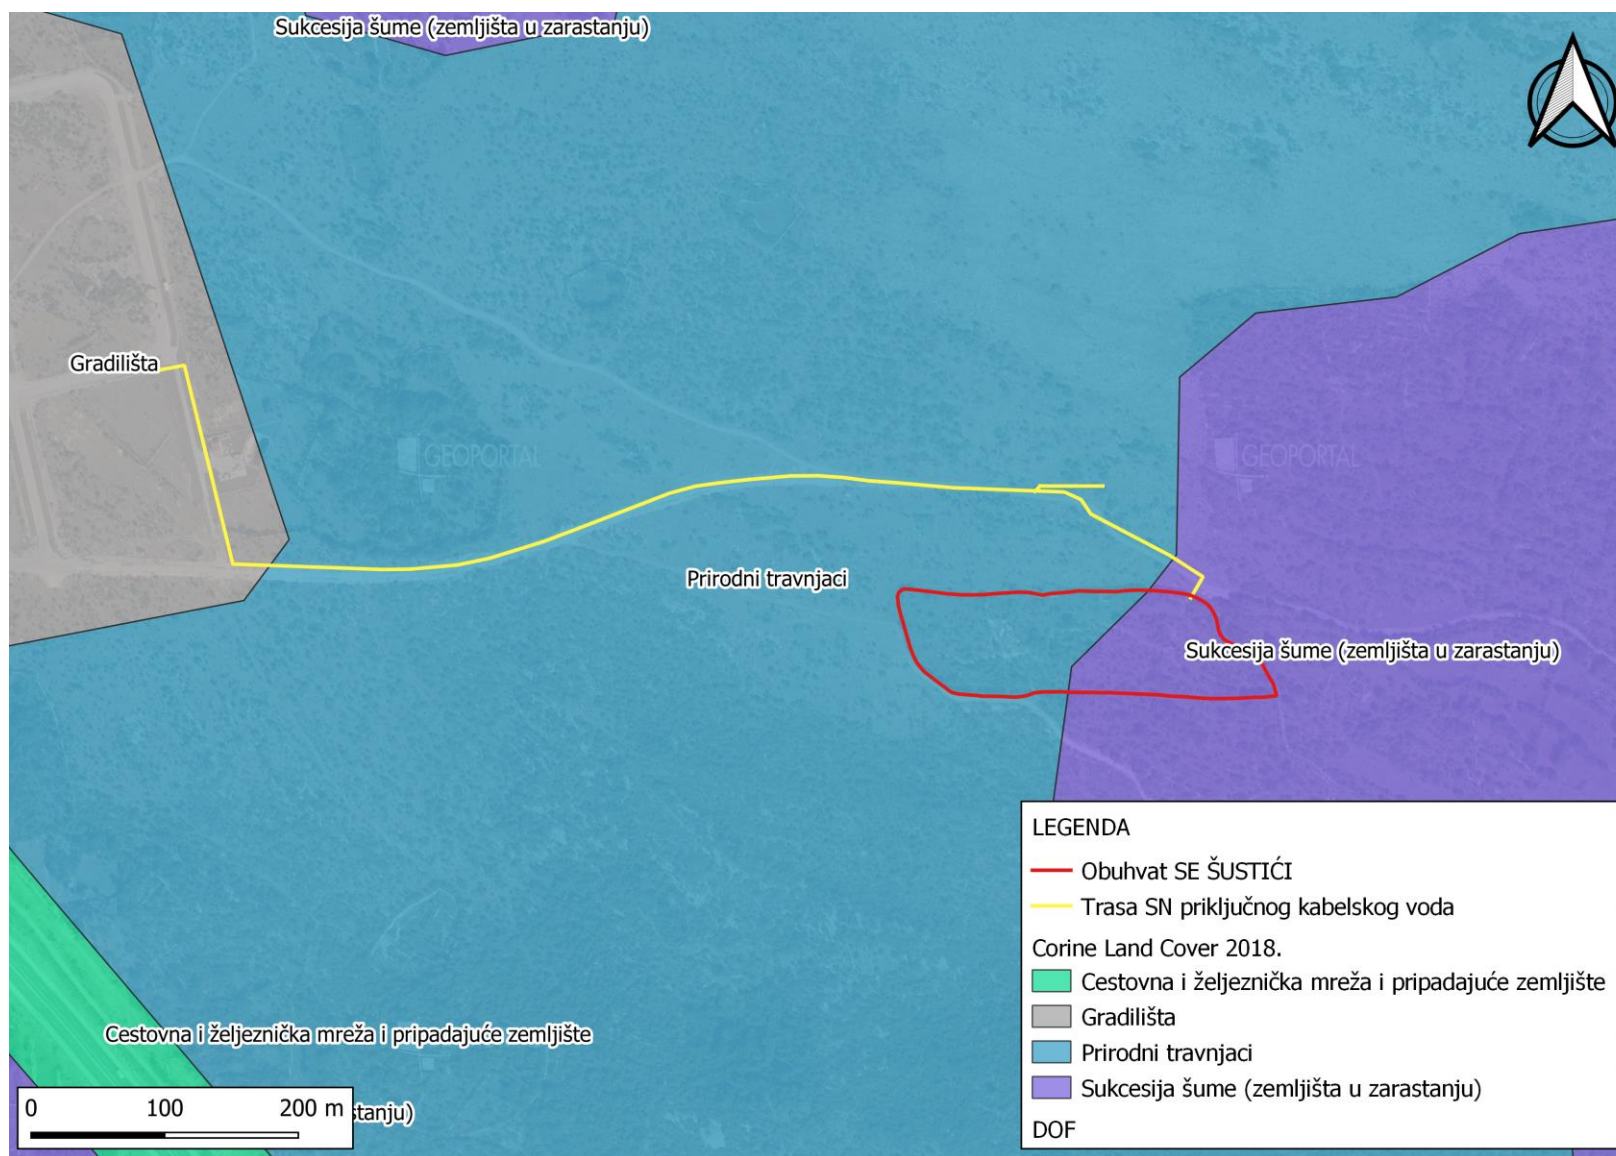 Sukcesija šume (zemljišta u zarastanju)
Gradilišta
GEOPORTAL
GEOPORTAL
Prirodni travnjaci
Sukcesija šume (zemljišta u zarastanju)
LEGENDA
Obuhvat SE ŠUSTIĆI
Trasa SN priključnog kabelskog voda
Corine Land Cover 2018.
Cestovna i željeznička mreža i pripadajuće zemljište
Gradilišta
Prirodni travnjaci
Sukcesija šume (zemljišta u zarastanju)
DOF
Cestovna i željeznička mreža i pripadajuće zemljište
0 100 200 m
stanju)